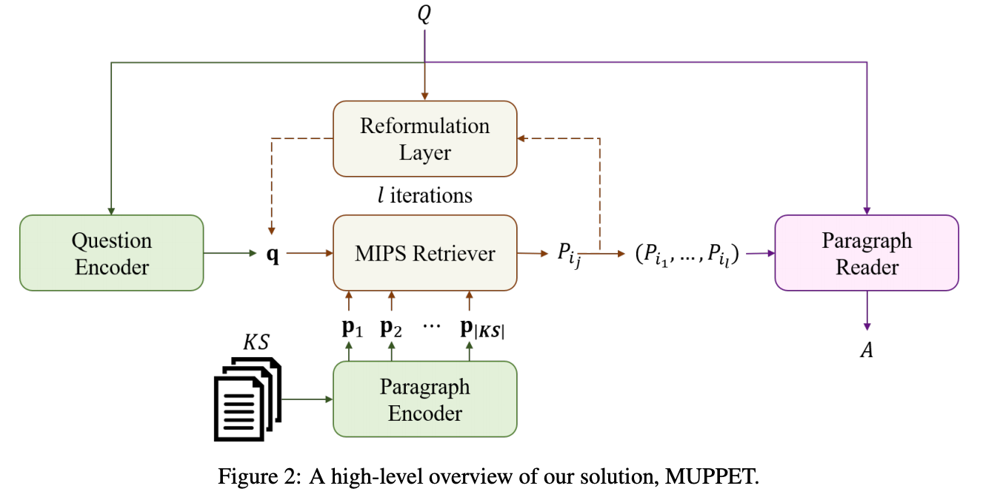 Q
Reformulation
Layer
l iterations
Question
Encoder
q
MIPS Retriever
P_{i_j}
(P_{i_1}, ..., P_{i_l})
Paragraph
Reader
p_1 p_2 ... p_{|KS|}
KS
A
Paragraph
Encoder
Figure 2: A high-level overview of our solution, MUPPET.